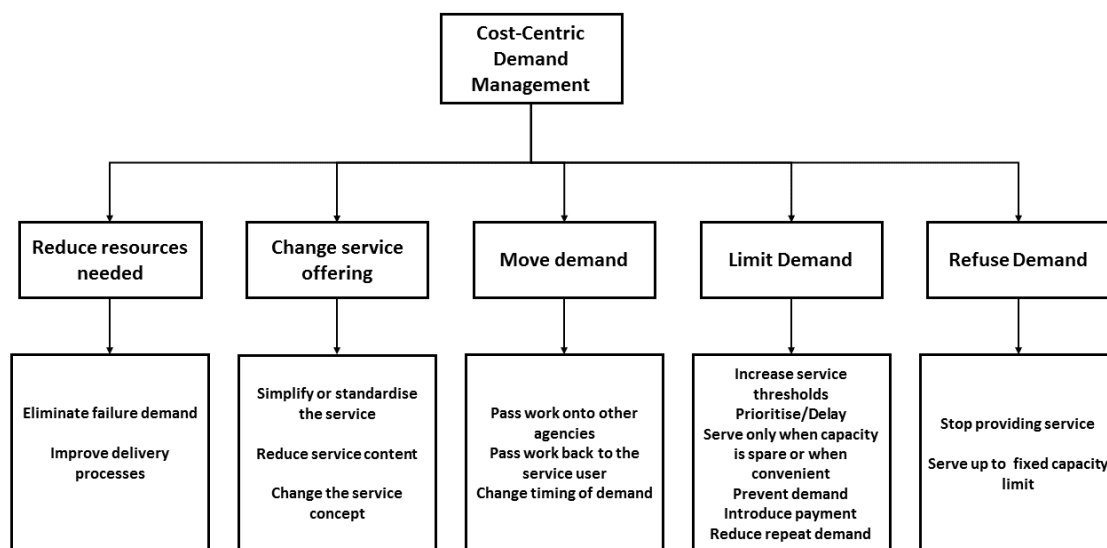 Cost-Centric
Demand
Management
Reduce resources
needed
Change service
offering
Move demand
Limit Demand
Refuse Demand
Eliminate failure demand
Improve delivery
processes
Simplify or standardise
the service
Reduce service content
Change the service
concept
Pass work onto other
agencies
Pass work back to the
service user
Change timing of demand
Increase service
thresholds
Prioritise/Delay
Serve only when capacity
is spare or when
convenient
Prevent demand
Introduce payment
Reduce repeat demand
Stop providing service
Serve up to fixed capacity
limit